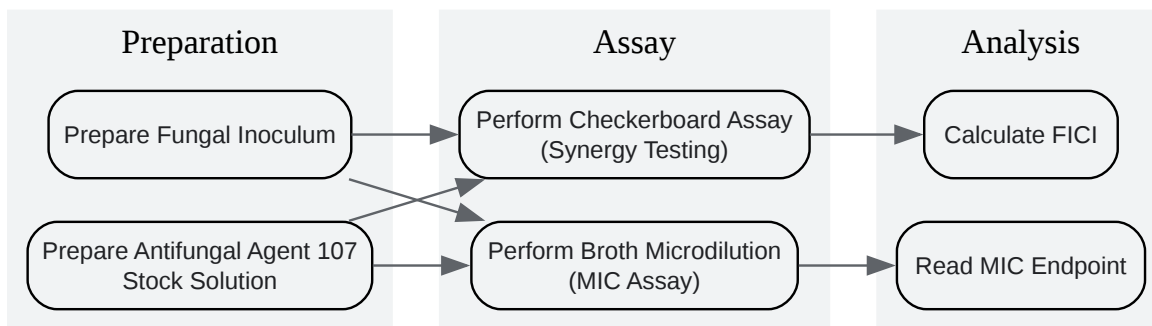 Preparation
Prepare Fungal Inoculum
Prepare Antifungal Agent 107
Stock Solution
Assay
Perform Checkerboard Assay
(Synergy Testing)
Perform Broth Microdilution
(MIC Assay)
Analysis
Calculate FICI
Read MIC Endpoint